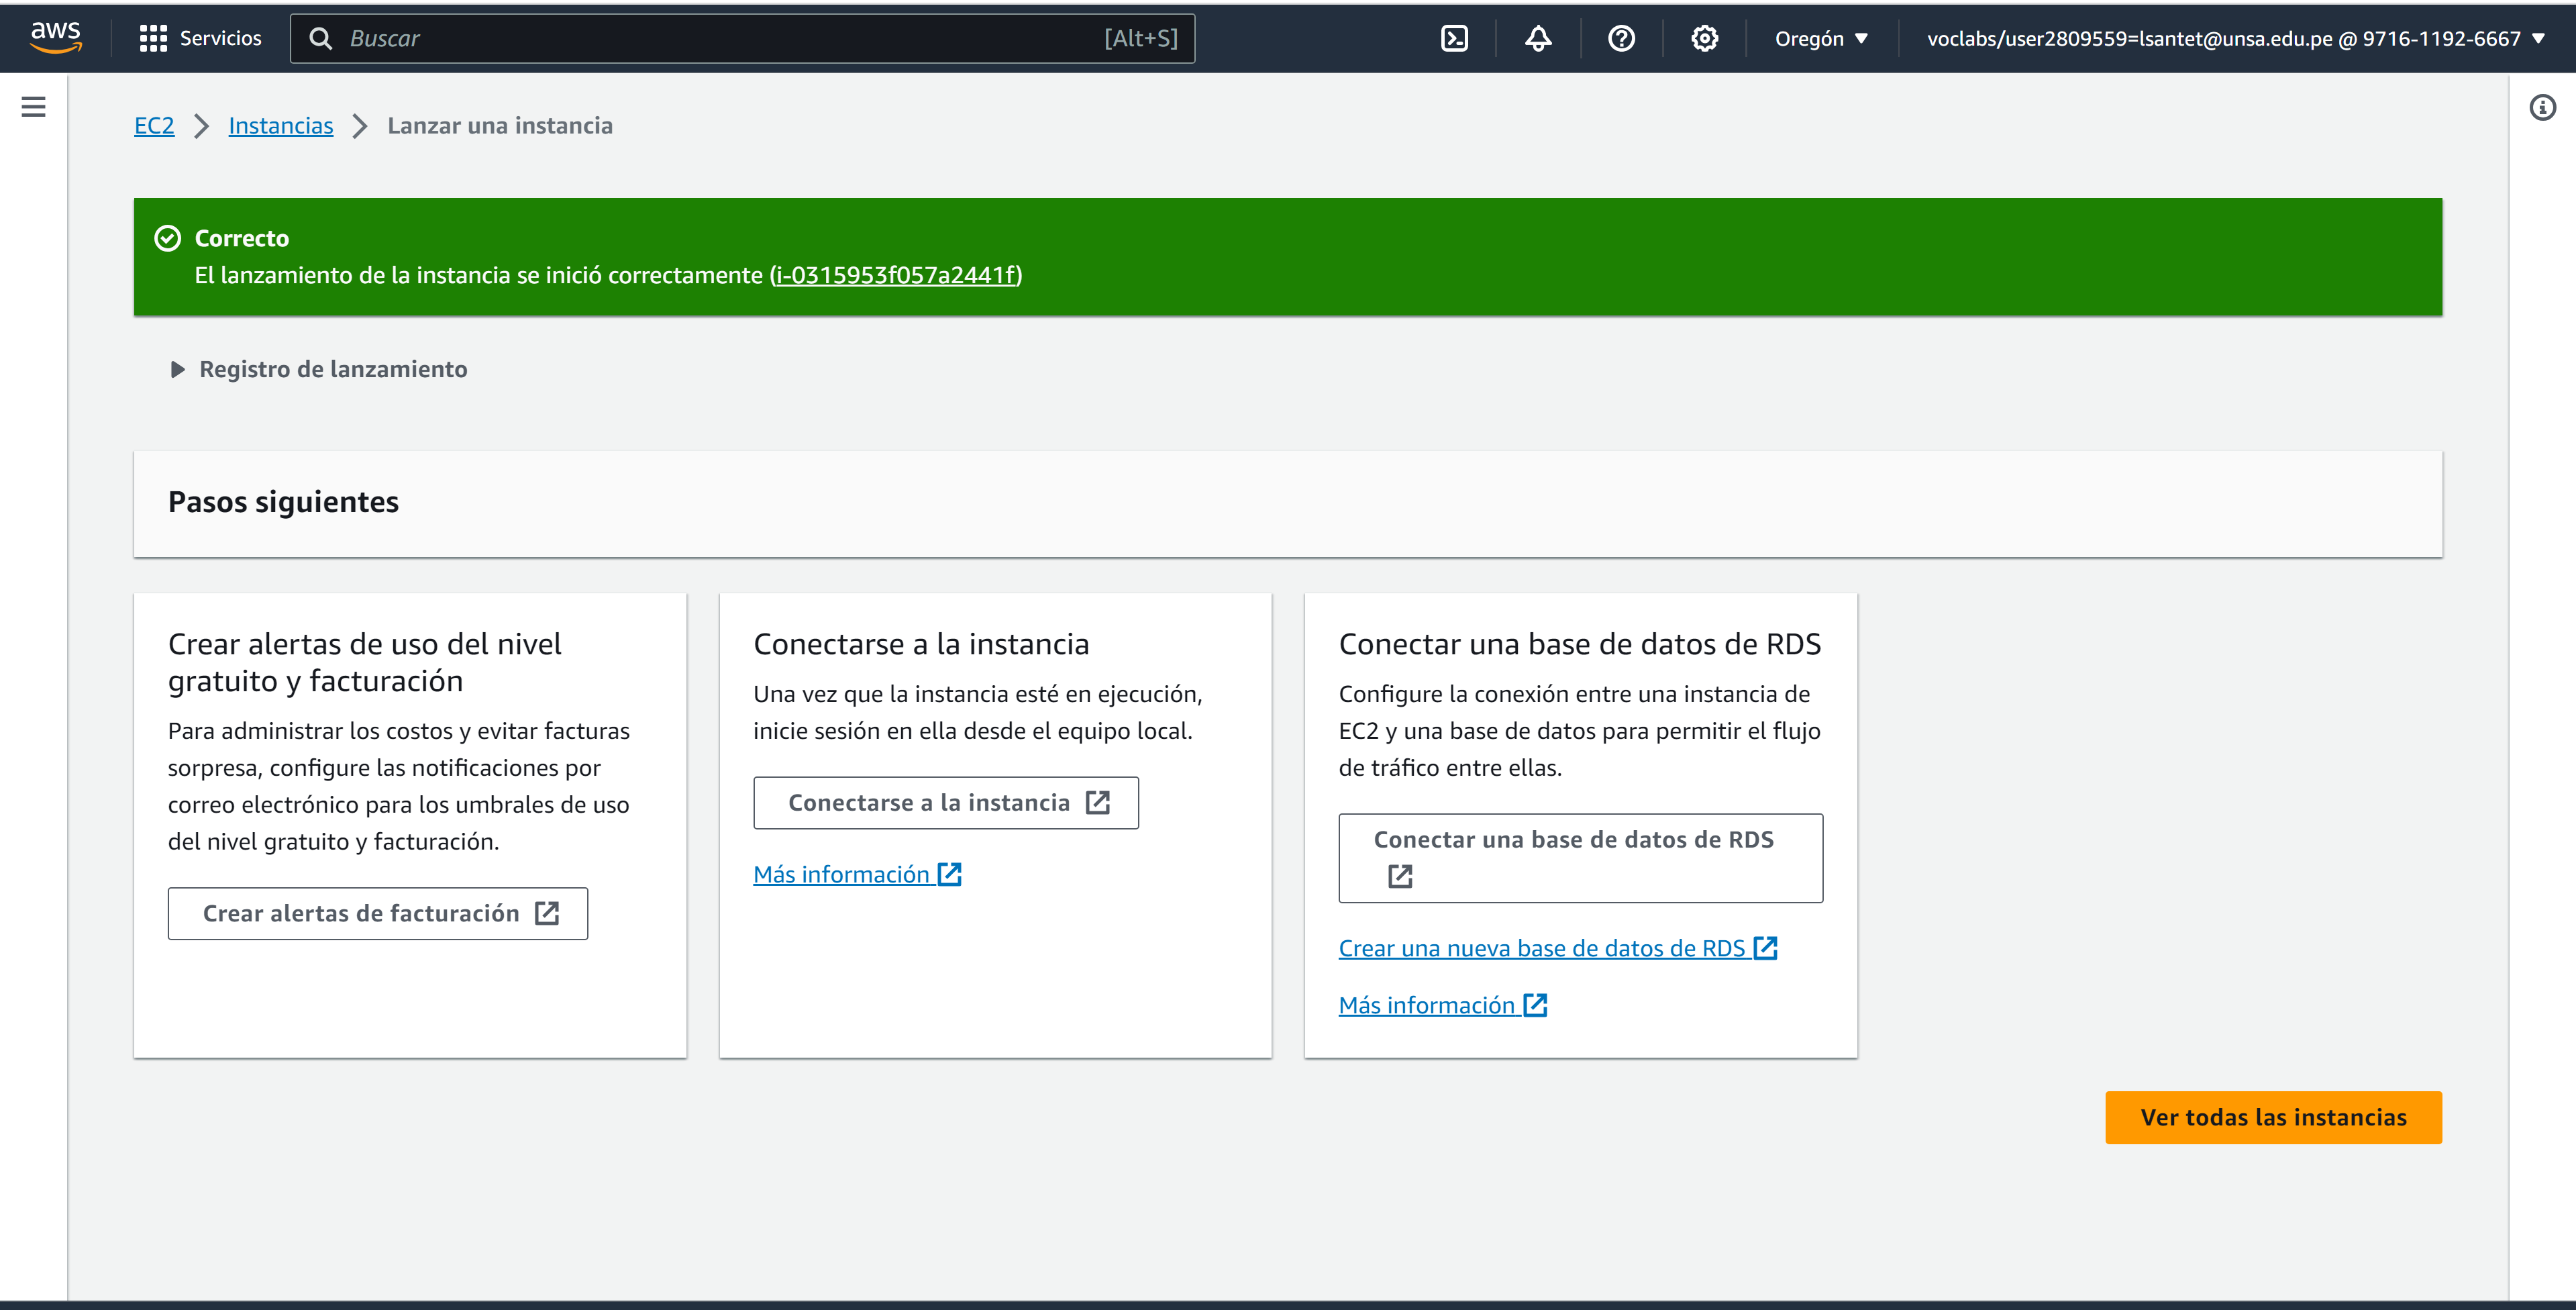 aws
Servicios
Buscar [Alt+S]
Oregón
voclabs/user2809559=lsantet@unsa.edu.pe @ 9716-1192-6667
EC2 > Instancias > Lanzar una instancia
Correcto
El lanzamiento de la instancia se inició correctamente (i-0315953f057a2441f)
Registro de lanzamiento
Pasos siguientes
Crear alertas de uso del nivel
gratuito y facturación
Para administrar los costos y evitar facturas
sorpresa, configure las notificaciones por
correo electrónico para los umbrales de uso
del nivel gratuito y facturación.
Crear alertas de facturación
Conectarse a la instancia
Una vez que la instancia esté en ejecución,
inicie sesión en ella desde el equipo local.
Conectarse a la instancia
Más información
Conectar una base de datos de RDS
Configure la conexión entre una instancia de
EC2 y una base de datos para permitir el flujo
de tráfico entre ellas.
Conectar una base de datos de RDS
Crear una nueva base de datos de RDS
Más información
Ver todas las instancias